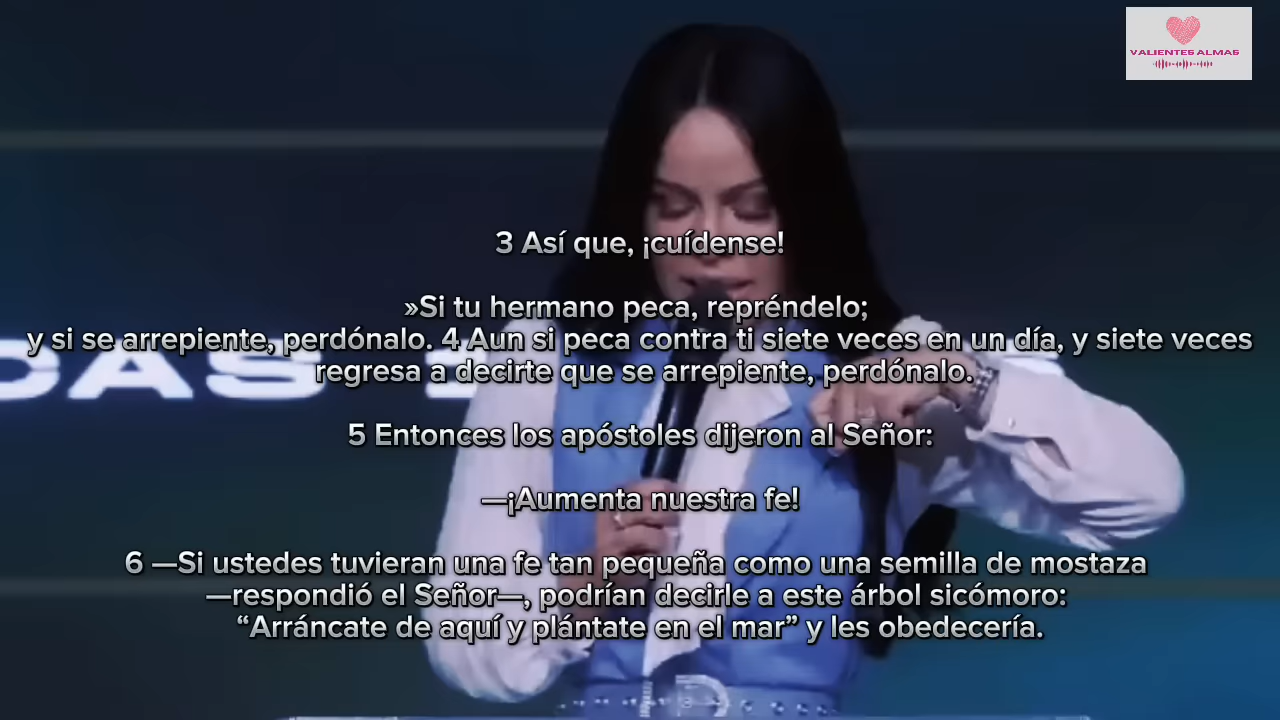 VALIENTES ALMAS
3 Así que, ¡cuídense!
»Si tu hermano peca, repréndelo;
y si se arrepiente, perdónalo. 4 Aun si peca contra ti siete veces en un día, y siete veces
regresa a decirte que se arrepiente, perdónalo.
5 Entonces los apóstoles dijeron al Señor:
—¡Aumenta nuestra fe!
6 —Si ustedes tuvieran una fe tan pequeña como una semilla de mostaza
—respondió el Señor—, podrían decirle a este árbol sicómoro:
“Arráncate de aquí y plántate en el mar” y les obedecería.